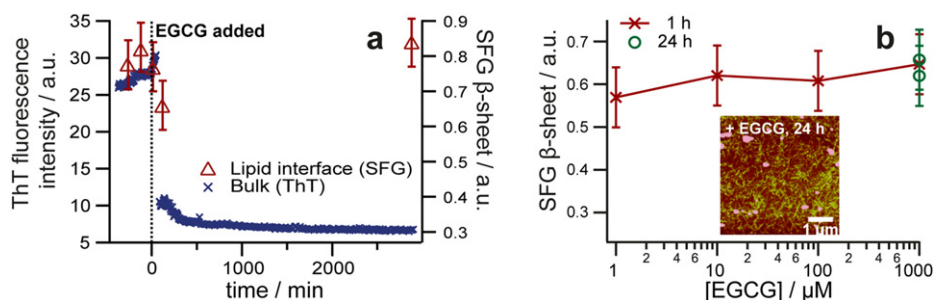 EGCG added
a
35
30
25
20
15
10
5
ThT fluorescence
intensity / a.u.
0.9
0.8
0.7
0.6
0.5
0.4
0.3
SFG β-sheet / a.u.
Lipid interface (SFG)
Bulk (ThT)
0
1000
2000
time / min
b
1 h
24 h
0.7
0.6
0.5
0.3
SFG β-sheet / a.u.
+ EGCG, 24 h
1 µm
1 2 4 6 10 2 4 6 100 2 4 6 1000
[EGCG] / µM